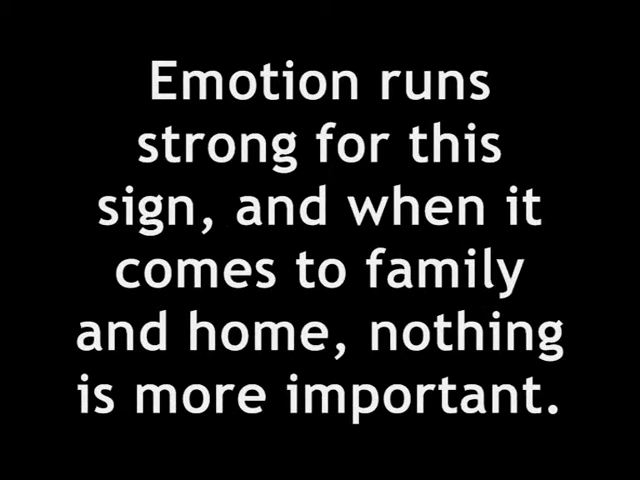 Emotion runs
strong for this
sign, and when it
comes to family
and home, nothing
is more important.